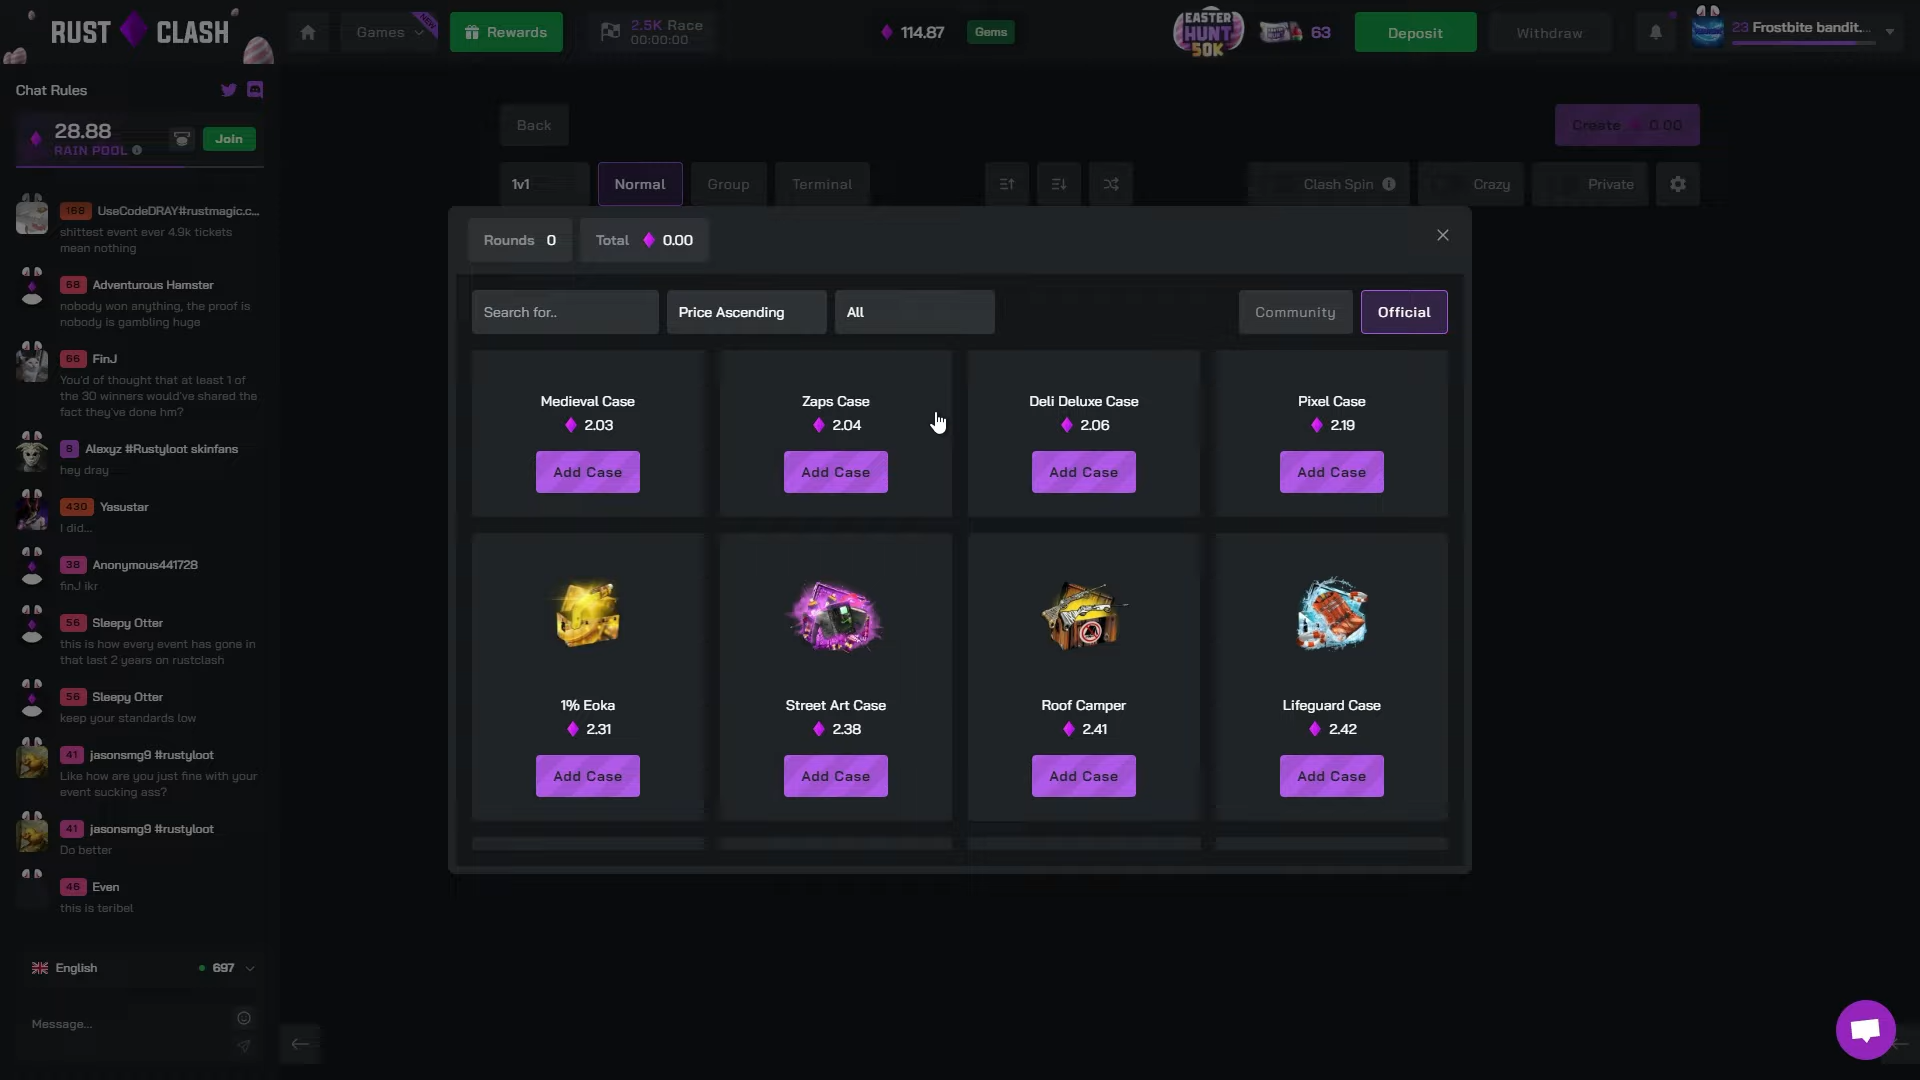 RUST CLASH
Games
NEW
Rewards
2.5K Race
00:00:00
114.87
Gems
EASTER
HUNT
50K
63
Deposit
Withdraw
23 Frostbite bandit...
Chat Rules
28.88
RAIN POOL
Join
168 UseCodeDRAY#rustmagic.c...
shittest event ever 4.9k tickets
mean nothing
68 Adventurous Hamster
nobody won anything, the proof is
nobody is gambling huge
66 FinJ
You'd of thought that at least 1 of
the 30 winners would've shared the
fact they've done hm?
9 Alexyz #Rustyloot skinfans
hey dray
430 Yasustar
I did...
38 Anonymous441728
finJ ikr
56 Sleepy Otter
this is how every event has gone in
that last 2 years on rustclash
56 Sleepy Otter
keep your standards low
41 jasonsmg9 #rustyloot
Like how are you just fine with your
event sucking ass?
41 jasonsmg9 #rustyloot
Do better
46 Even
this is teribel
English
697
Message...
Back
Create 0.00
1v1
Normal
Group
Terminal
Clash Spin
Crazy
Private
Rounds 0
Total 0.00
Search for..
Price Ascending
All
Community
Official
Medieval Case
2.03
Add Case
Zaps Case
2.04
Add Case
Deli Deluxe Case
2.06
Add Case
Pixel Case
2.19
Add Case
1% Eoka
2.31
Add Case
Street Art Case
2.38
Add Case
Roof Camper
2.41
Add Case
Lifeguard Case
2.42
Add Case